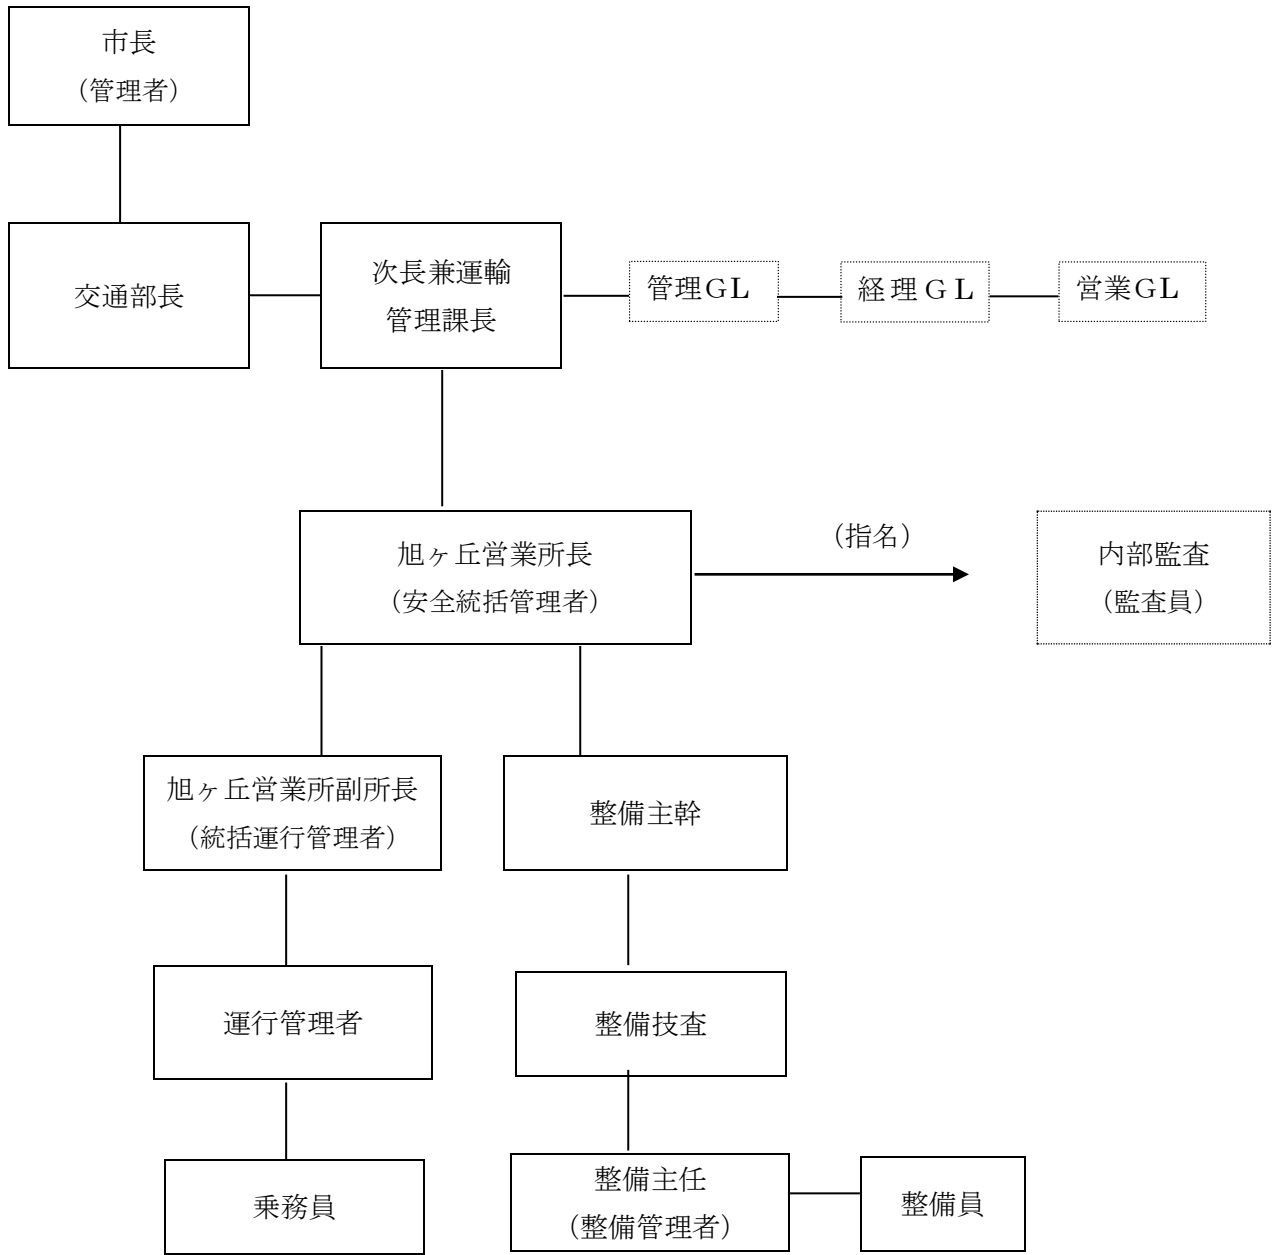 市長
（管理者）
交通部長
次長兼運輸
管理課長
管理GL
経理GL
営業GL
旭ヶ丘営業所長
（安全統括管理者）
（指名）
内部監査
（監査員）
旭ヶ丘営業所副所長
（統括運行管理者）
整備主幹
運行管理者
整備技査
乗務員
整備主任
（整備管理者）
整備員